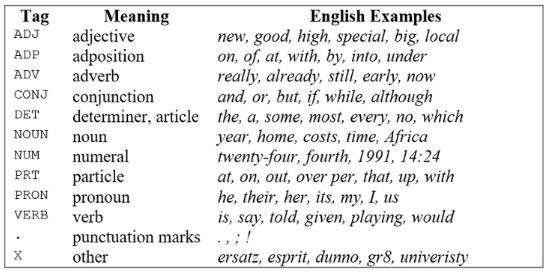 Tag Meaning English Examples
ADJ adjective new, good, high, special, big, local
ADP adposition on, of, at, with, by, into, under
ADV adverb really, already, still, early, now
CONJ conjunction and, or, but, if, while, although
DET determiner, article the, a, some, most, every, no, which
NOUN noun year, home, costs, time, Africa
NUM numeral twenty-four, fourth, 1991, 14:24
PRT particle at, on, out, over per, that, up, with
PRON pronoun he, their, her, its, my, I, us
VERB verb is, say, told, given, playing, would
. punctuation marks . , ; !
X other ersatz, esprit, dunno, gr8, univeristy